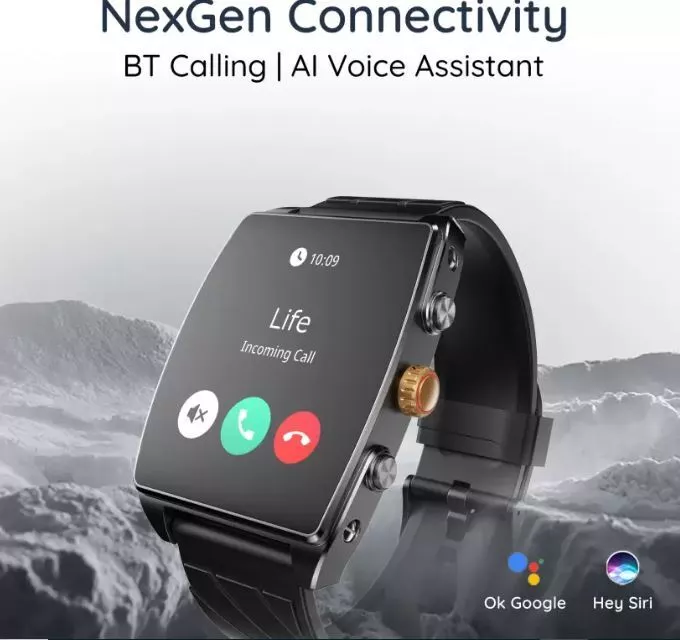 NexGen Connectivity
BT Calling | AI Voice Assistant
10:09
Life
Incoming Call
Ok Google
Hey Siri